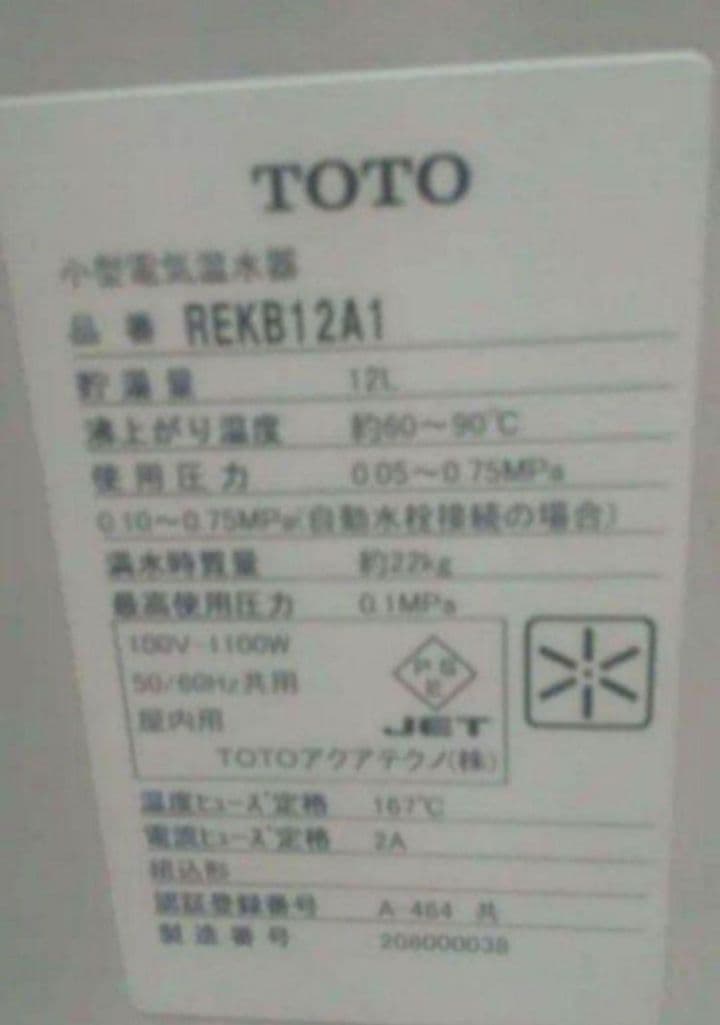 TOTO
小型電気温水器
品番 REKB12A1
貯湯量 12L
沸上がり温度 約60～90℃
使用圧力 0.05～0.75MPa
0.10～0.75MPa(自動水栓接続の場合)
満水時質量 約22kg
最高使用圧力 0.1MPa
100V-1100W
50/60Hz共用
屋内用
PS
E
JET
TOTOアクアテクノ(株)
温度ヒューズ定格 167℃
電流ヒューズ定格 2A
組込形
認証登録番号 A-464 共
製造番号 208000038